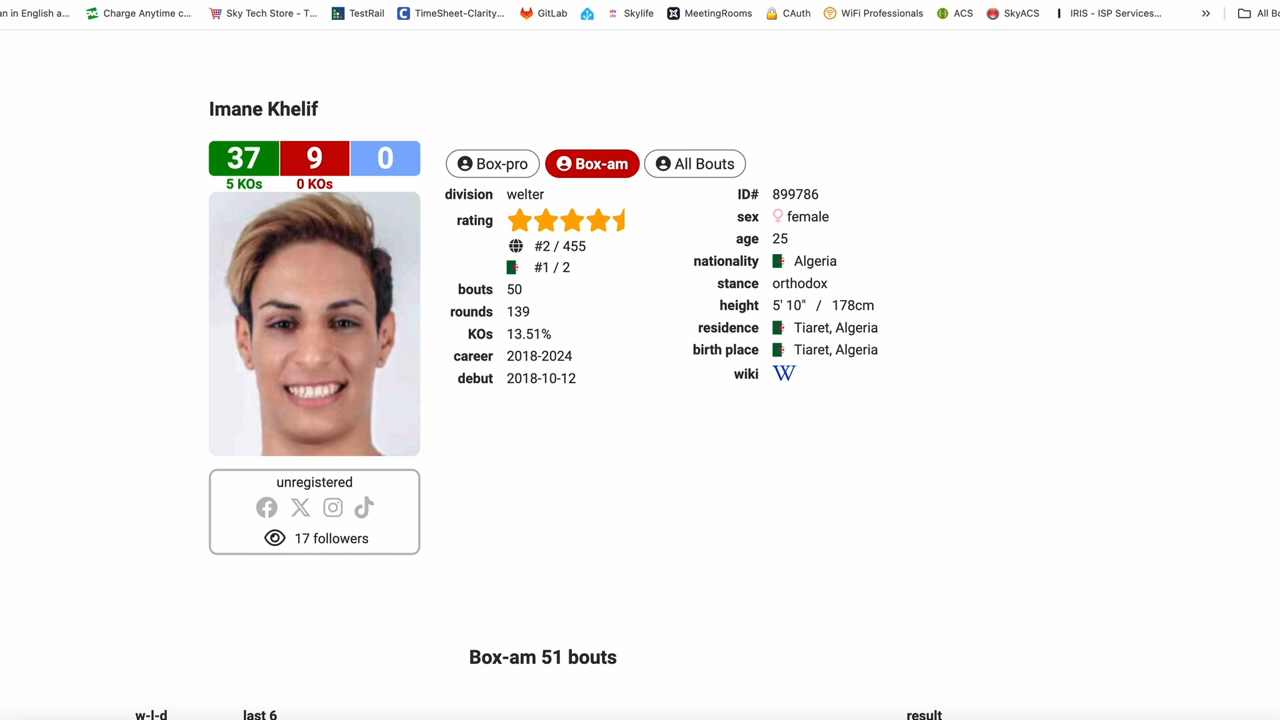 an in English a...
Charge Anytime c...
Sky Tech Store - T...
TestRail
TimeSheet-Clarity...
GitLab
Skylife
MeetingRooms
CAuth
WiFi Professionals
ACS
SkyACS
IRIS - ISP Services...
»
All Bo
Imane Khelif
37 9 0
5 KOs 0 KOs
Box-pro Box-am All Bouts
division welter
rating
#2 / 455
#1 / 2
bouts 50
rounds 139
KOs 13.51%
career 2018-2024
debut 2018-10-12
ID# 899786
sex female
age 25
nationality Algeria
stance orthodox
height 5' 10" / 178cm
residence Tiaret, Algeria
birth place Tiaret, Algeria
wiki W
unregistered
17 followers
Box-am 51 bouts
w-l-d last 6 result